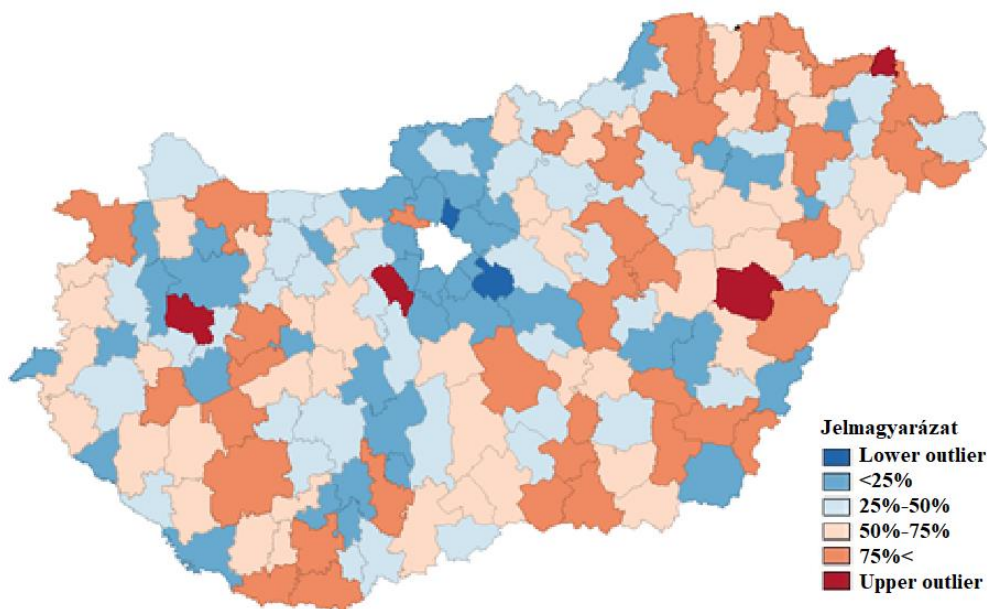 Jelmagyarázat
Lower outlier
<25%
25%-50%
50%-75%
75%<
Upper outlier